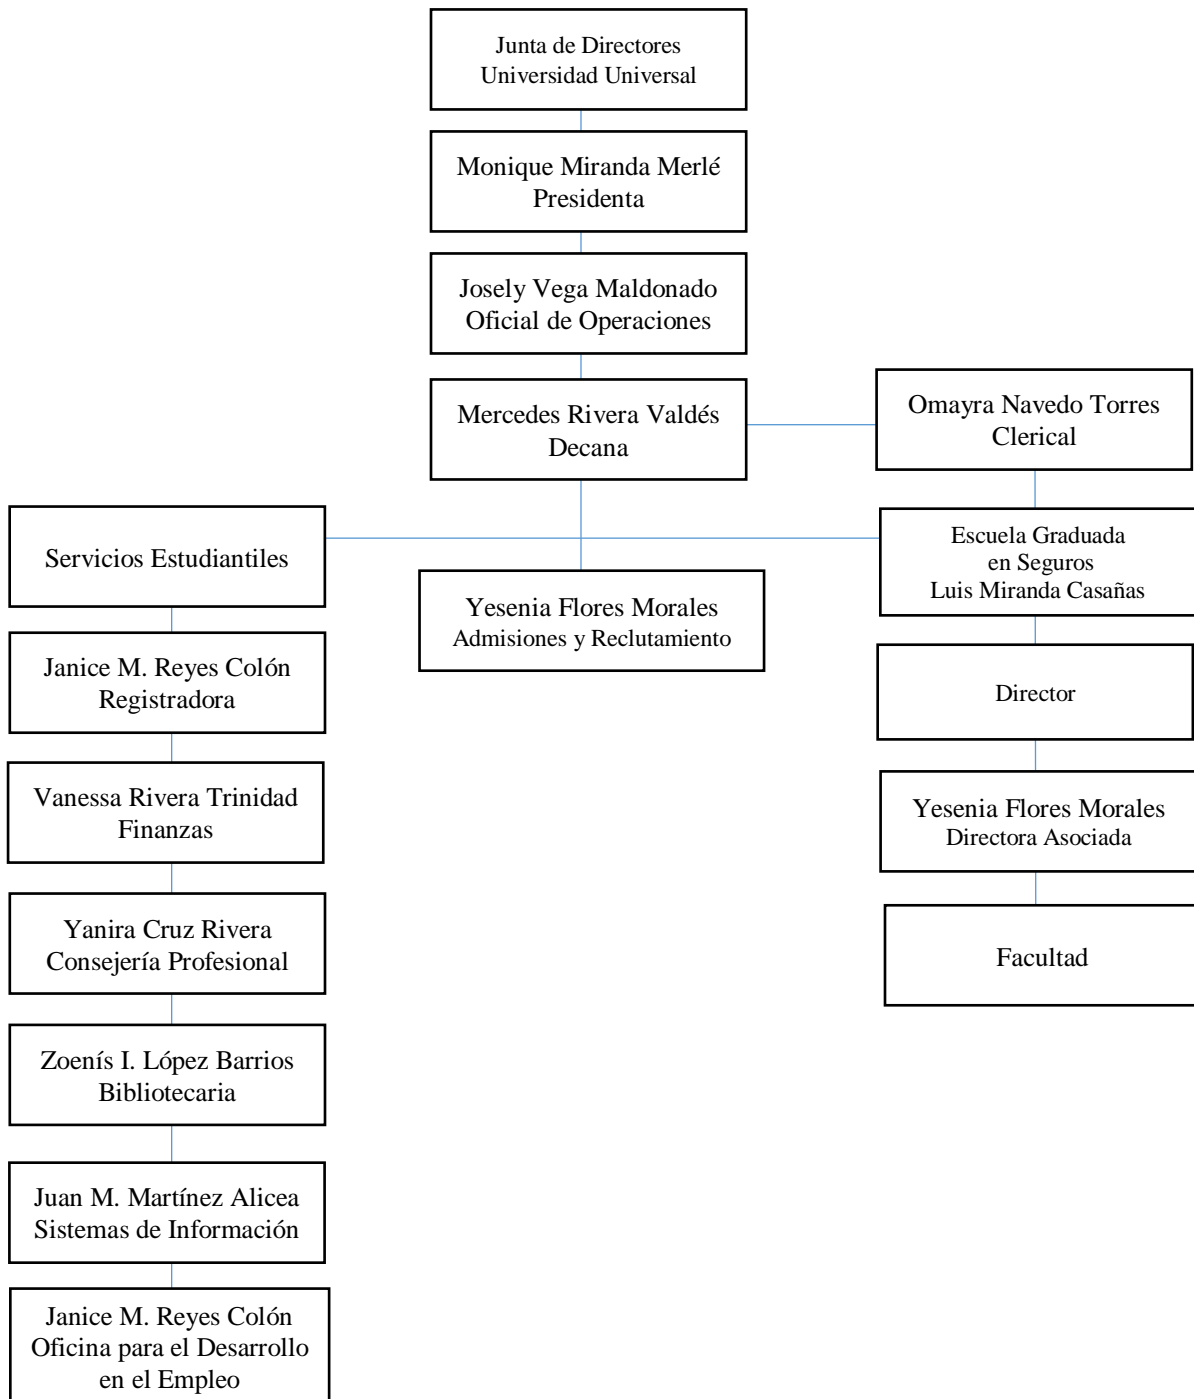 Junta de Directores
Universidad Universal
Monique Miranda Merlé
Presidenta
Josely Vega Maldonado
Oficial de Operaciones
Mercedes Rivera Valdés
Decana
Omayra Navedo Torres
Clerical
Servicios Estudiantiles
Janice M. Reyes Colón
Registradora
Vanessa Rivera Trinidad
Finanzas
Yanira Cruz Rivera
Consejería Profesional
Zoenís I. López Barrios
Bibliotecaria
Juan M. Martínez Alicea
Sistemas de Información
Janice M. Reyes Colón
Oficina para el Desarrollo
en el Empleo
Yesenia Flores Morales
Admisiones y Reclutamiento
Escuela Graduada
en Seguros
Luis Miranda Casañas
Director
Yesenia Flores Morales
Directora Asociada
Facultad